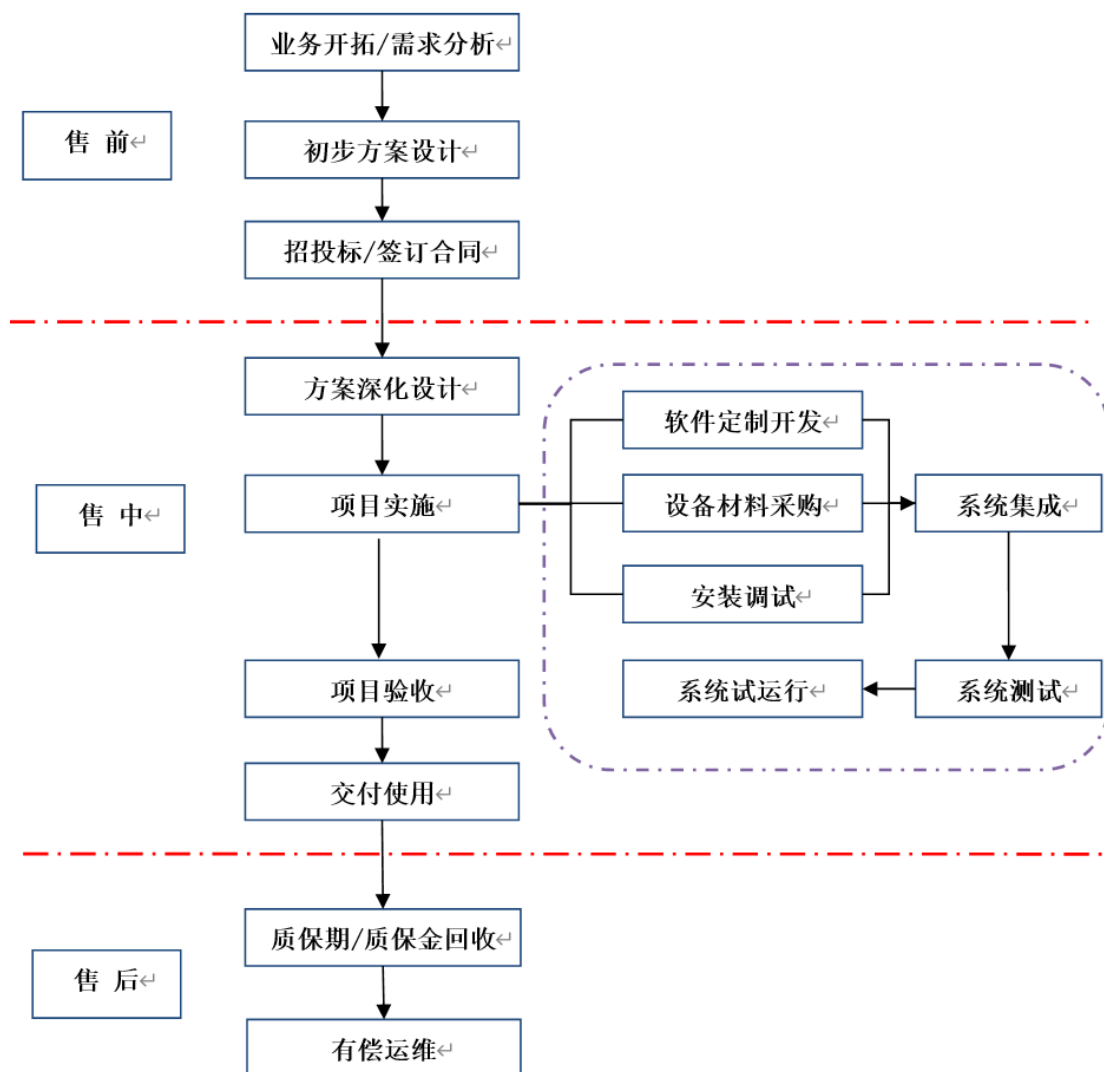 业务开拓/需求分析
售 前
初步方案设计
招投标/签订合同
方案深化设计
软件定制开发
售 中
项目实施
设备材料采购
系统集成
安装调试
项目验收
系统试运行
系统测试
交付使用
质保期/质保金回收
售 后
有偿运维